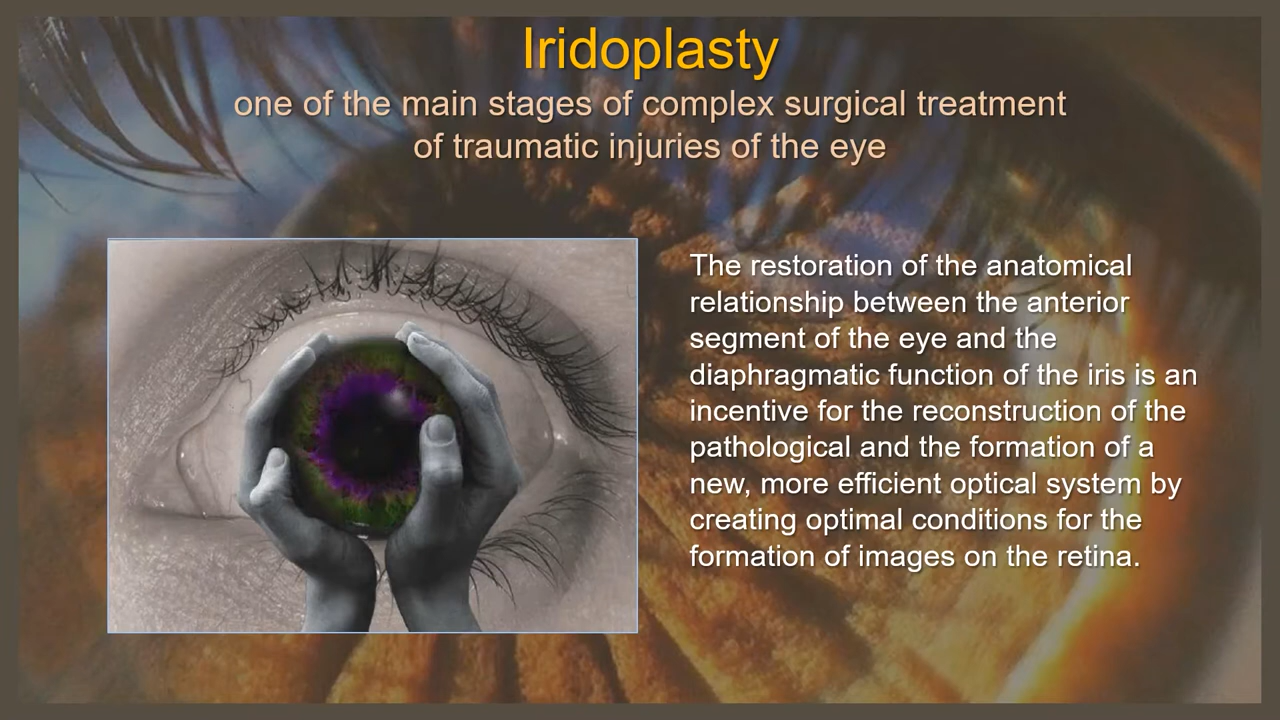 Iridoplasty
one of the main stages of complex surgical treatment
of traumatic injuries of the eye
The restoration of the anatomical
relationship between the anterior
segment of the eye and the
diaphragmatic function of the iris is an
incentive for the reconstruction of the
pathological and the formation of a
new, more efficient optical system by
creating optimal conditions for the
formation of images on the retina.